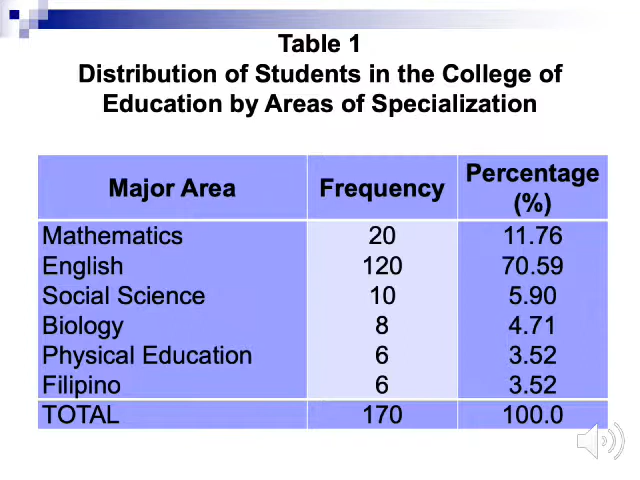 Table 1
Distribution of Students in the College of
Education by Areas of Specialization
Major Area Frequency Percentage (%)
Mathematics 20 11.76
English 120 70.59
Social Science 10 5.90
Biology 8 4.71
Physical Education 6 3.52
Filipino 6 3.52
TOTAL 170 100.0